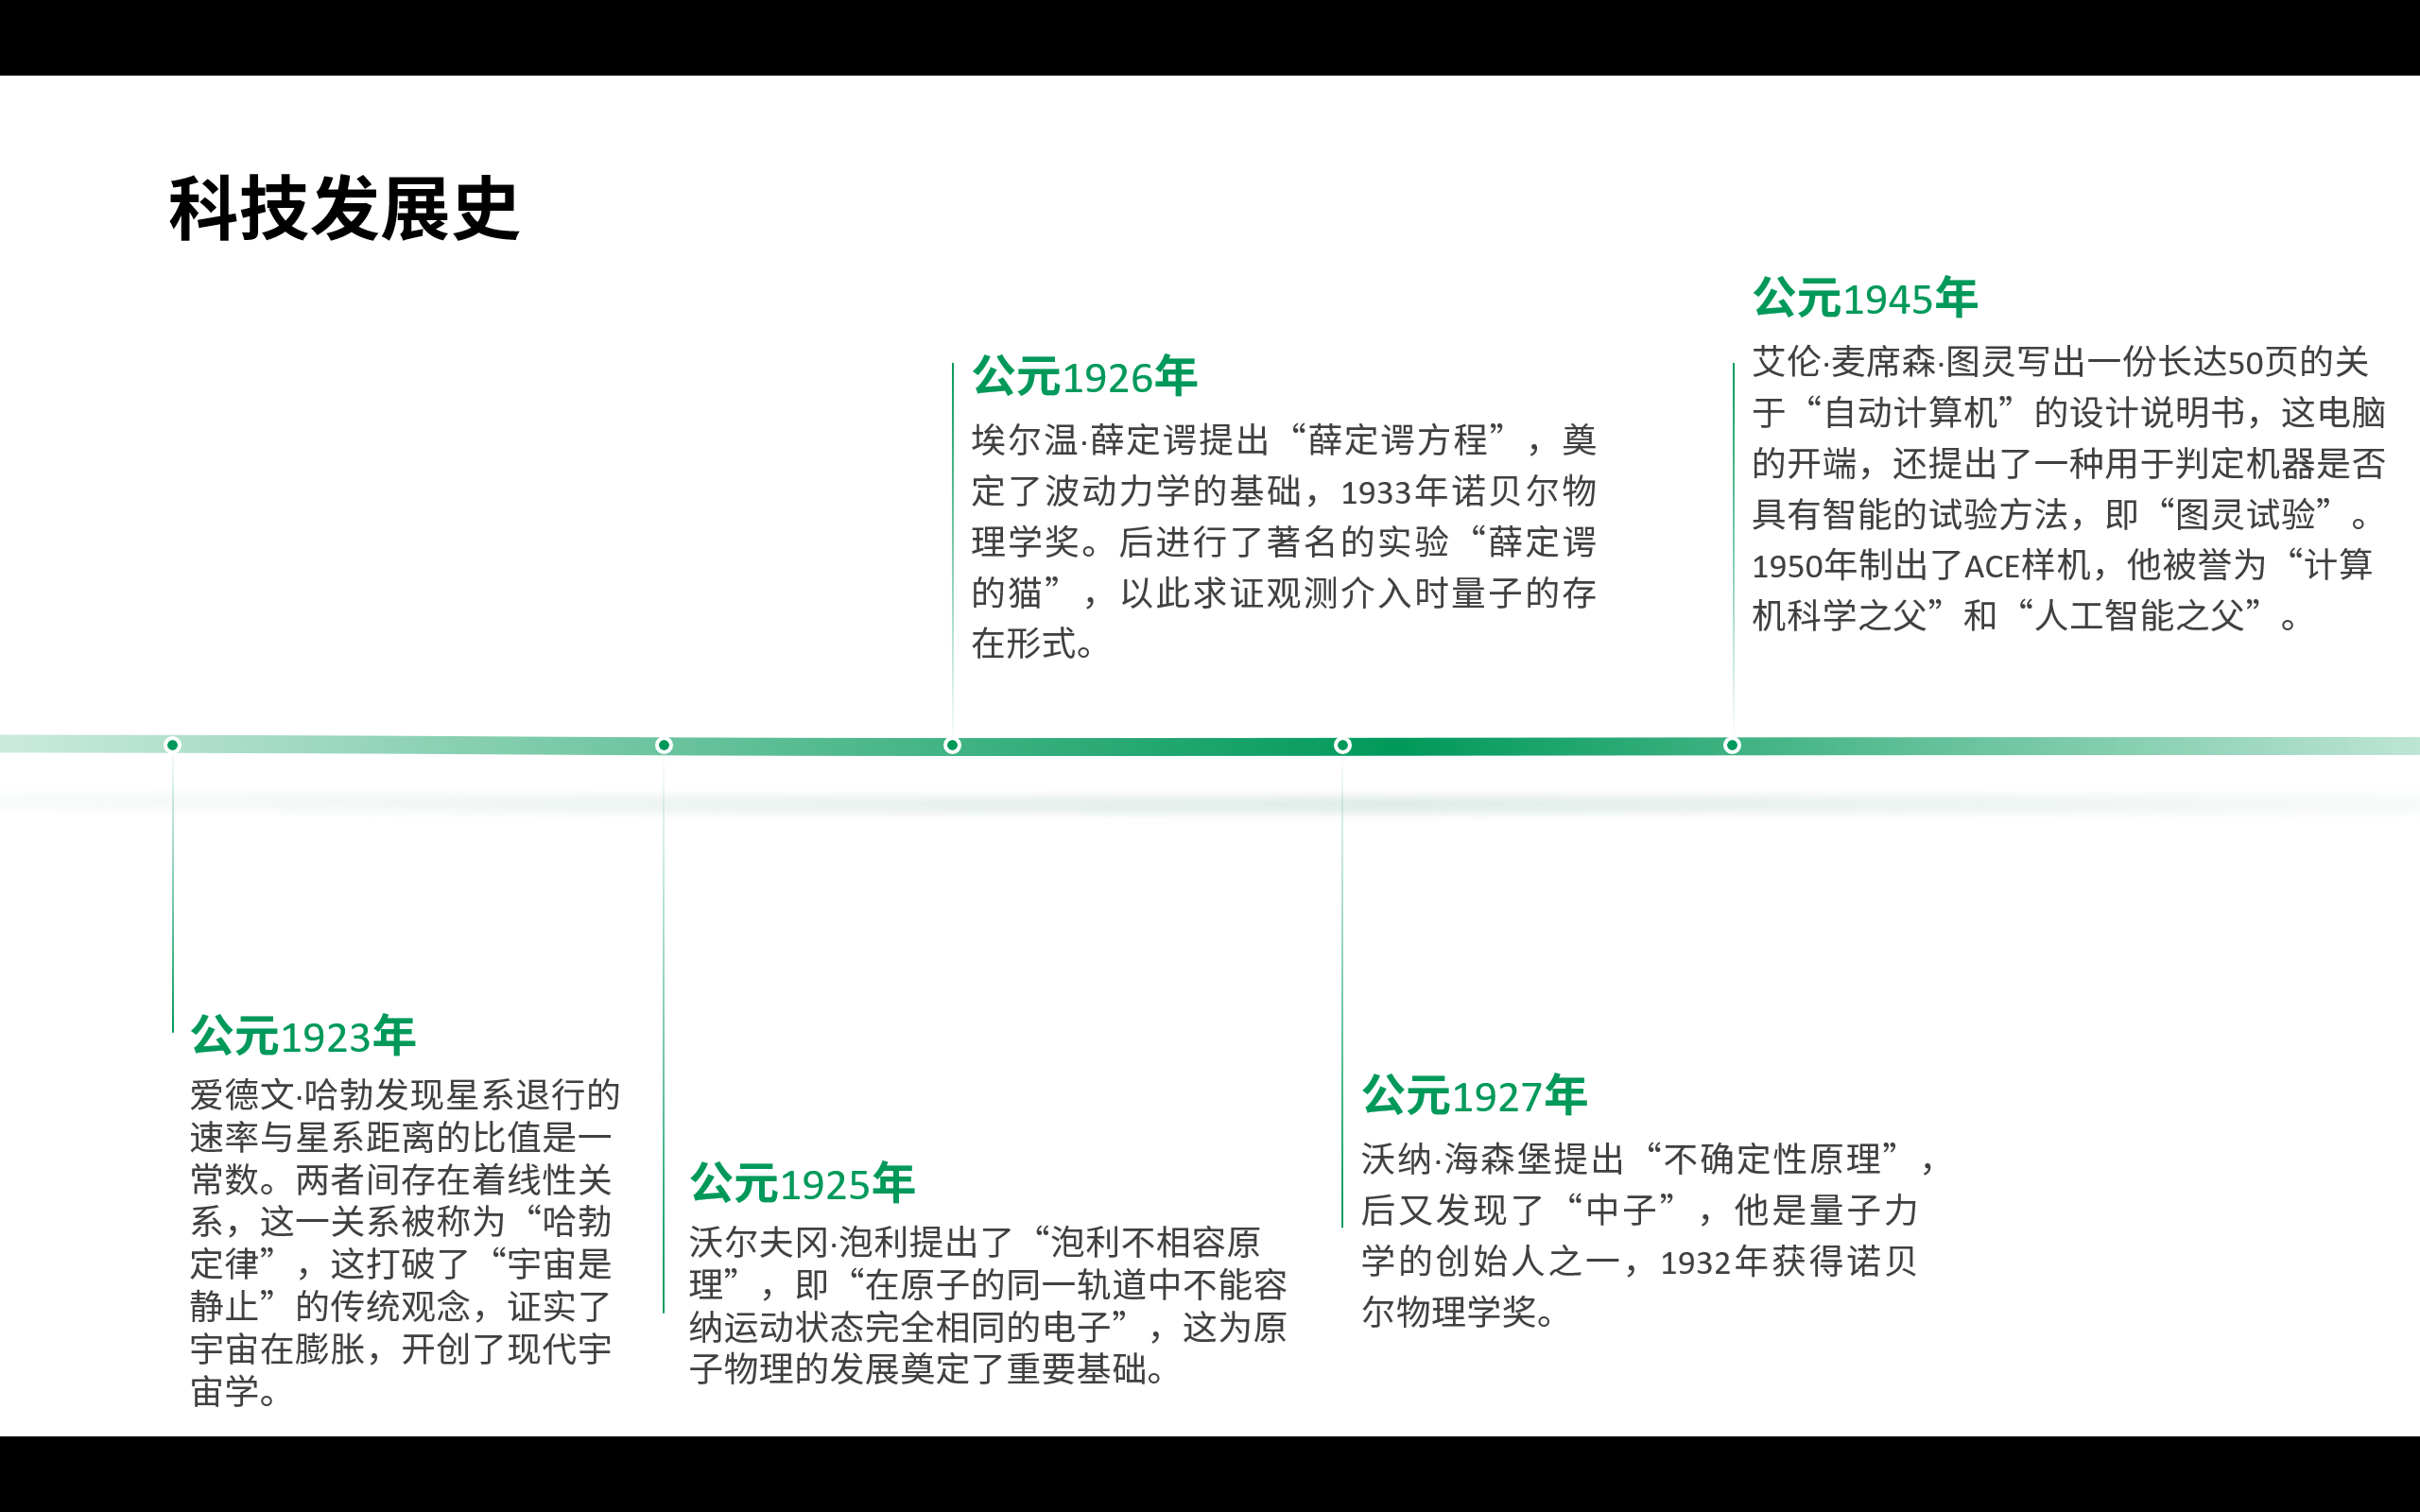 科技发展史
公元1945年
艾伦·麦席森·图灵写出一份长达50页的关
于“自动计算机”的设计说明书，这电脑
的开端，还提出了一种用于判定机器是否
具有智能的试验方法，即“图灵试验”。
1950年制出了ACE样机，他被誉为“计算
机科学之父”和“人工智能之父”。
公元1926年
埃尔温·薛定谔提出“薛定谔方程”，奠
定了波动力学的基础，1933年诺贝尔物
理学奖。后进行了著名的实验“薛定谔
的猫”，以此求证观测介入时量子的存
在形式。
公元1923年
爱德文·哈勃发现星系退行的
速率与星系距离的比值是一
常数。两者间存在着线性关
系，这一关系被称为“哈勃
定律”，这打破了“宇宙是
静止”的传统观念，证实了
宇宙在膨胀，开创了现代宇
宙学。
公元1925年
沃尔夫冈·泡利提出了“泡利不相容原
理”，即“在原子的同一轨道中不能容
纳运动状态完全相同的电子”，这为原
子物理的发展奠定了重要基础。
公元1927年
沃纳·海森堡提出“不确定性原理”，
后又发现了“中子”，他是量子力
学的创始人之一，1932年获得诺贝
尔物理学奖。